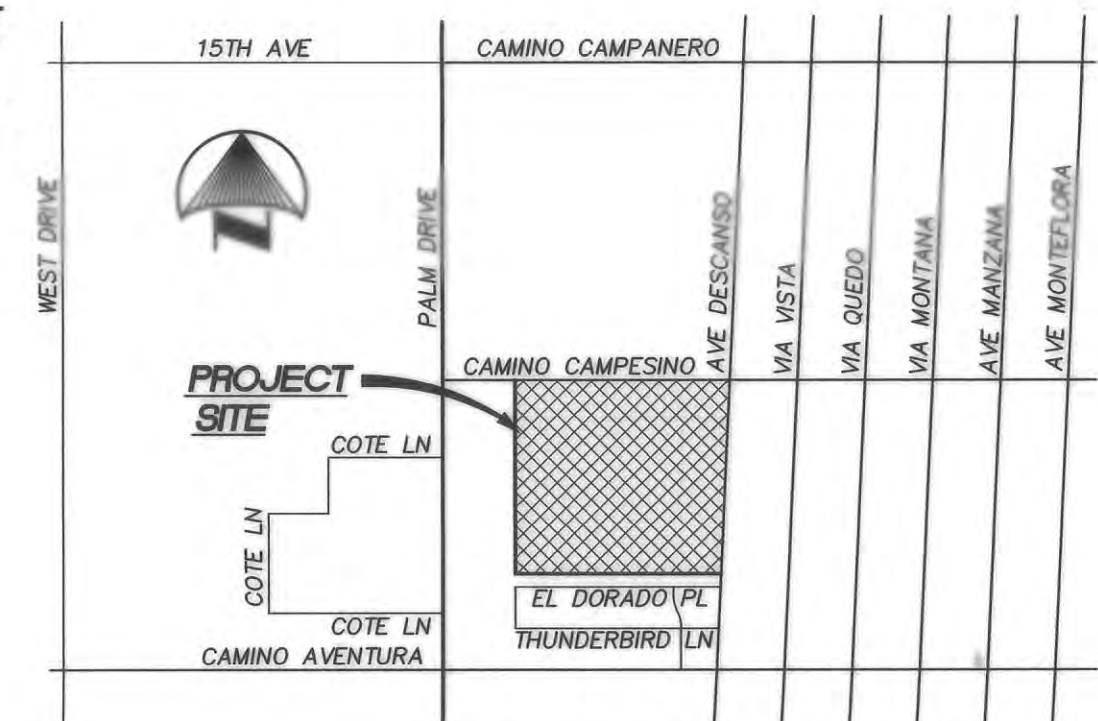 15TH AVE
CAMINO CAMPANERO
WEST DRIVE
PALM DRIVE
AVE DESCANSO
VIA VISTA
VIA QUEDO
VIA MONTANA
AVE MANZANA
AVE MONTEFLORA
CAMINO CAMPESINO
PROJECT
SITE
COTE LN
COTE LN
EL DORADO PL
COTE LN
THUNDERBIRD LN
CAMINO AVENTURA